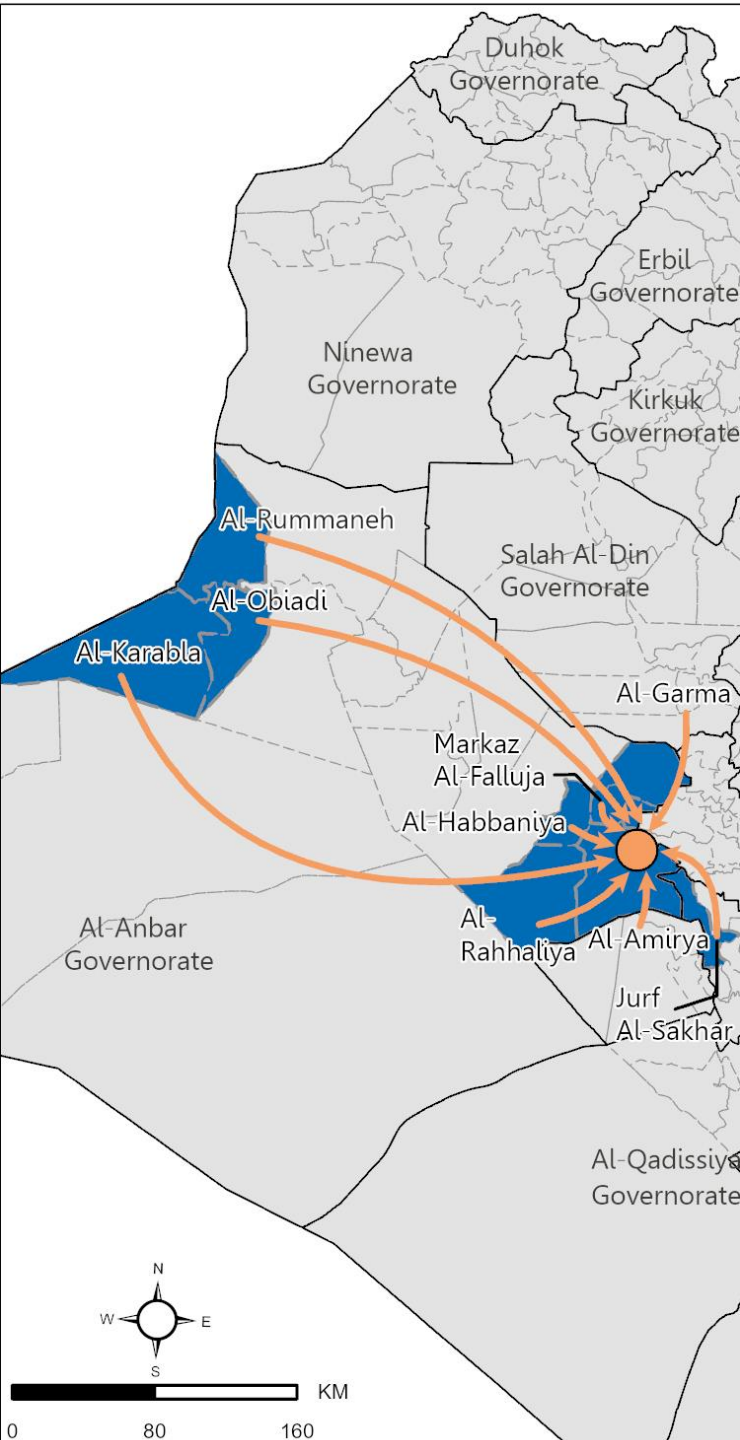 Duhok
Governorate
Erbil
Governorate
Ninewa
Governorate
Kirkuk
Governorate
Al-Rummaneh
Salah Al-Din
Governorate
Al-Obiadi
Al-Karabla
Al-Garma
Markaz
Al-Falluja
Al-Habbaniya
Al-
Rahhaliya
Al-Amirya
Al-Anbar
Governorate
Jurf
Al-Sakhar
Al-Qadissiya
Governorate
N
W
E
S
KM
0 80 160